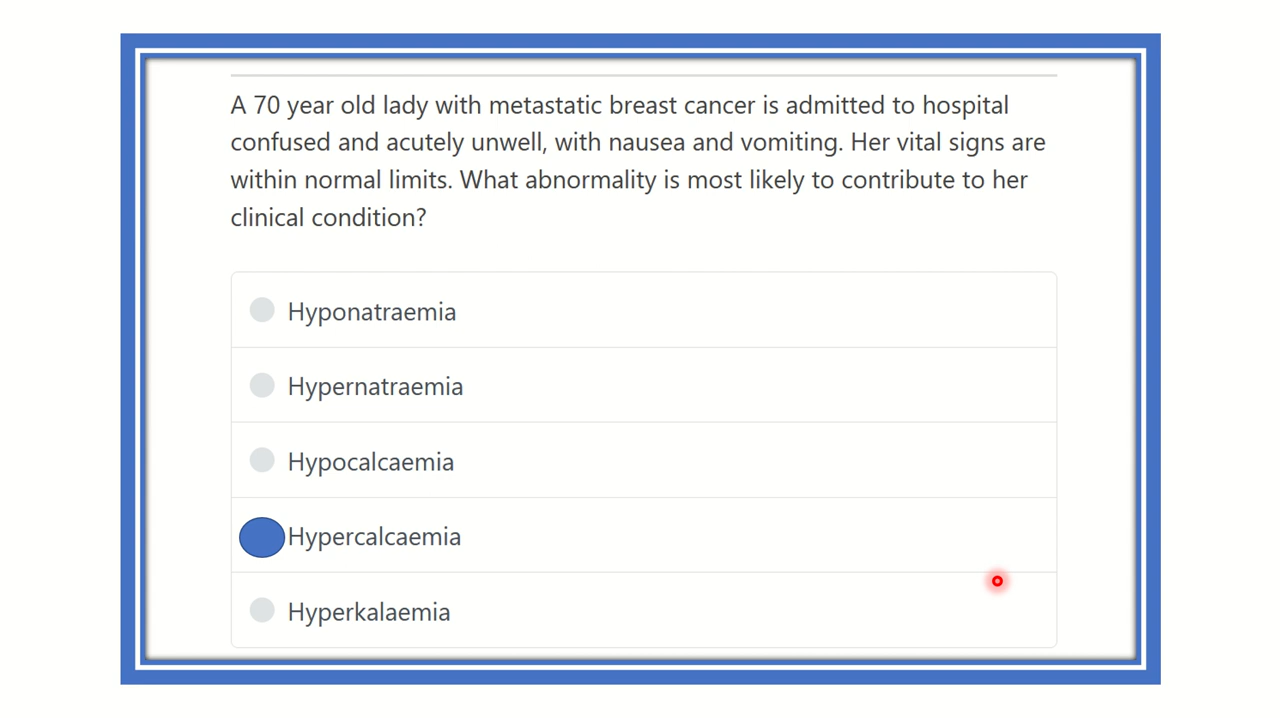 A 70 year old lady with metastatic breast cancer is admitted to hospital
confused and acutely unwell, with nausea and vomiting. Her vital signs are
within normal limits. What abnormality is most likely to contribute to her
clinical condition?
Hyponatraemia
Hypernatraemia
Hypocalcaemia
Hypercalcaemia
Hyperkalaemia